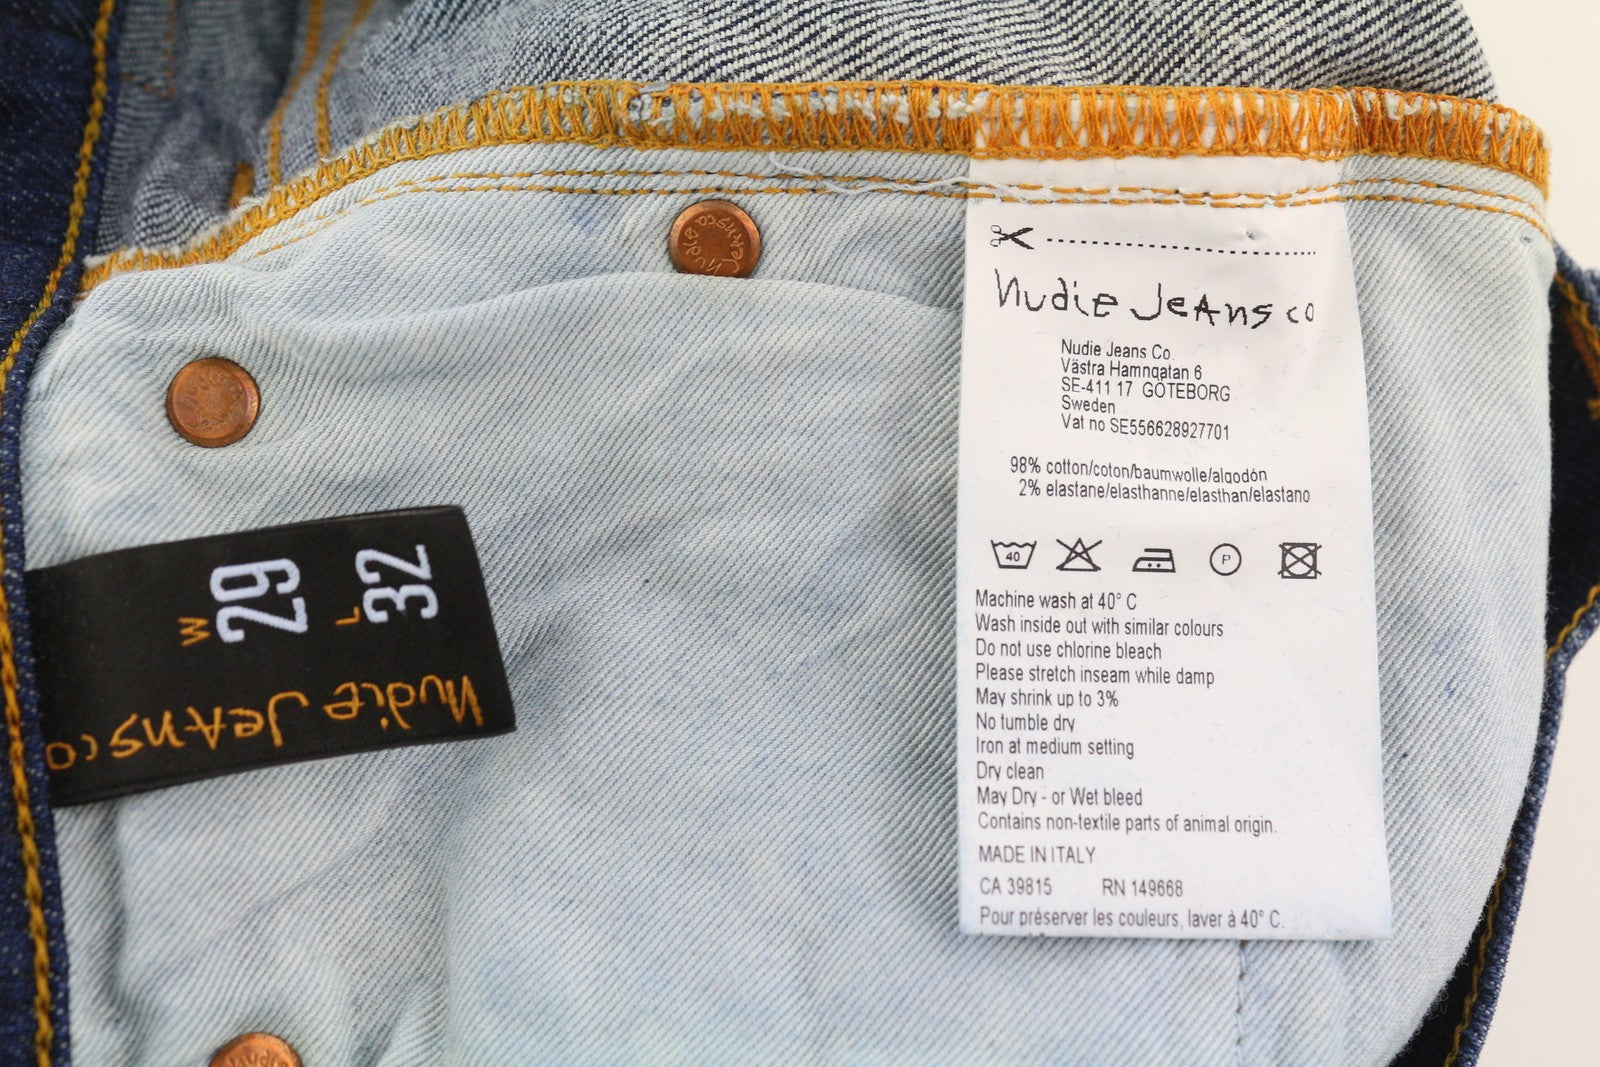 nudie JeAns co
Nudie Jeans Co.
Västra Hamngatan 6
SE-411 17 GÖTEBORG
Sweden
Vat no SE556628927701
98% cotton/coton/baumwolle/algodón
2% elastane/elasthanne/elasthan/elastano
40
P
Machine wash at 40° C
Wash inside out with similar colours
Do not use chlorine bleach
Please stretch inseam while damp
May shrink up to 3%
No tumble dry
Iron at medium setting
Dry clean
May Dry - or Wet bleed
Contains non-textile parts of animal origin.
MADE IN ITALY
CA 39815 RN 149668
Pour préserver les couleurs, laver à 40° C.
W 29
L 32
nudie JeAns co
nudie JeAns co
nudie